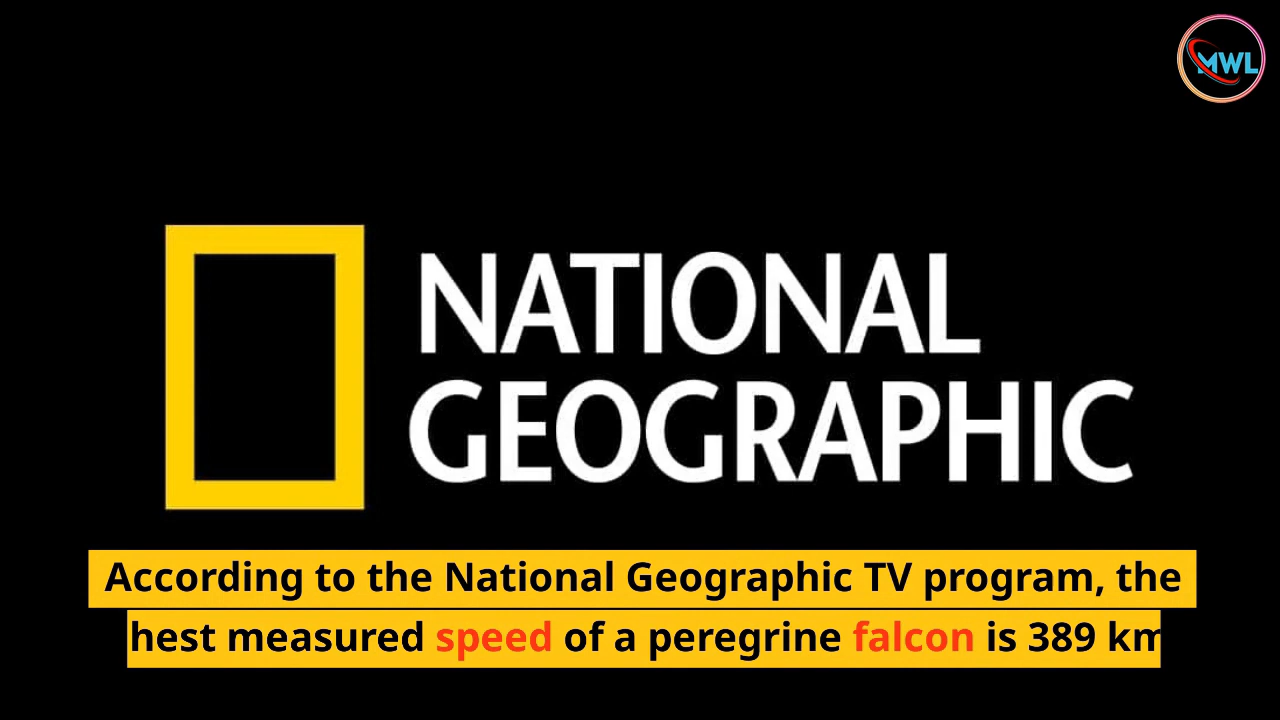 MWL
NATIONAL
GEOGRAPHIC
According to the National Geographic TV program, the
hest measured speed of a peregrine falcon is 389 km